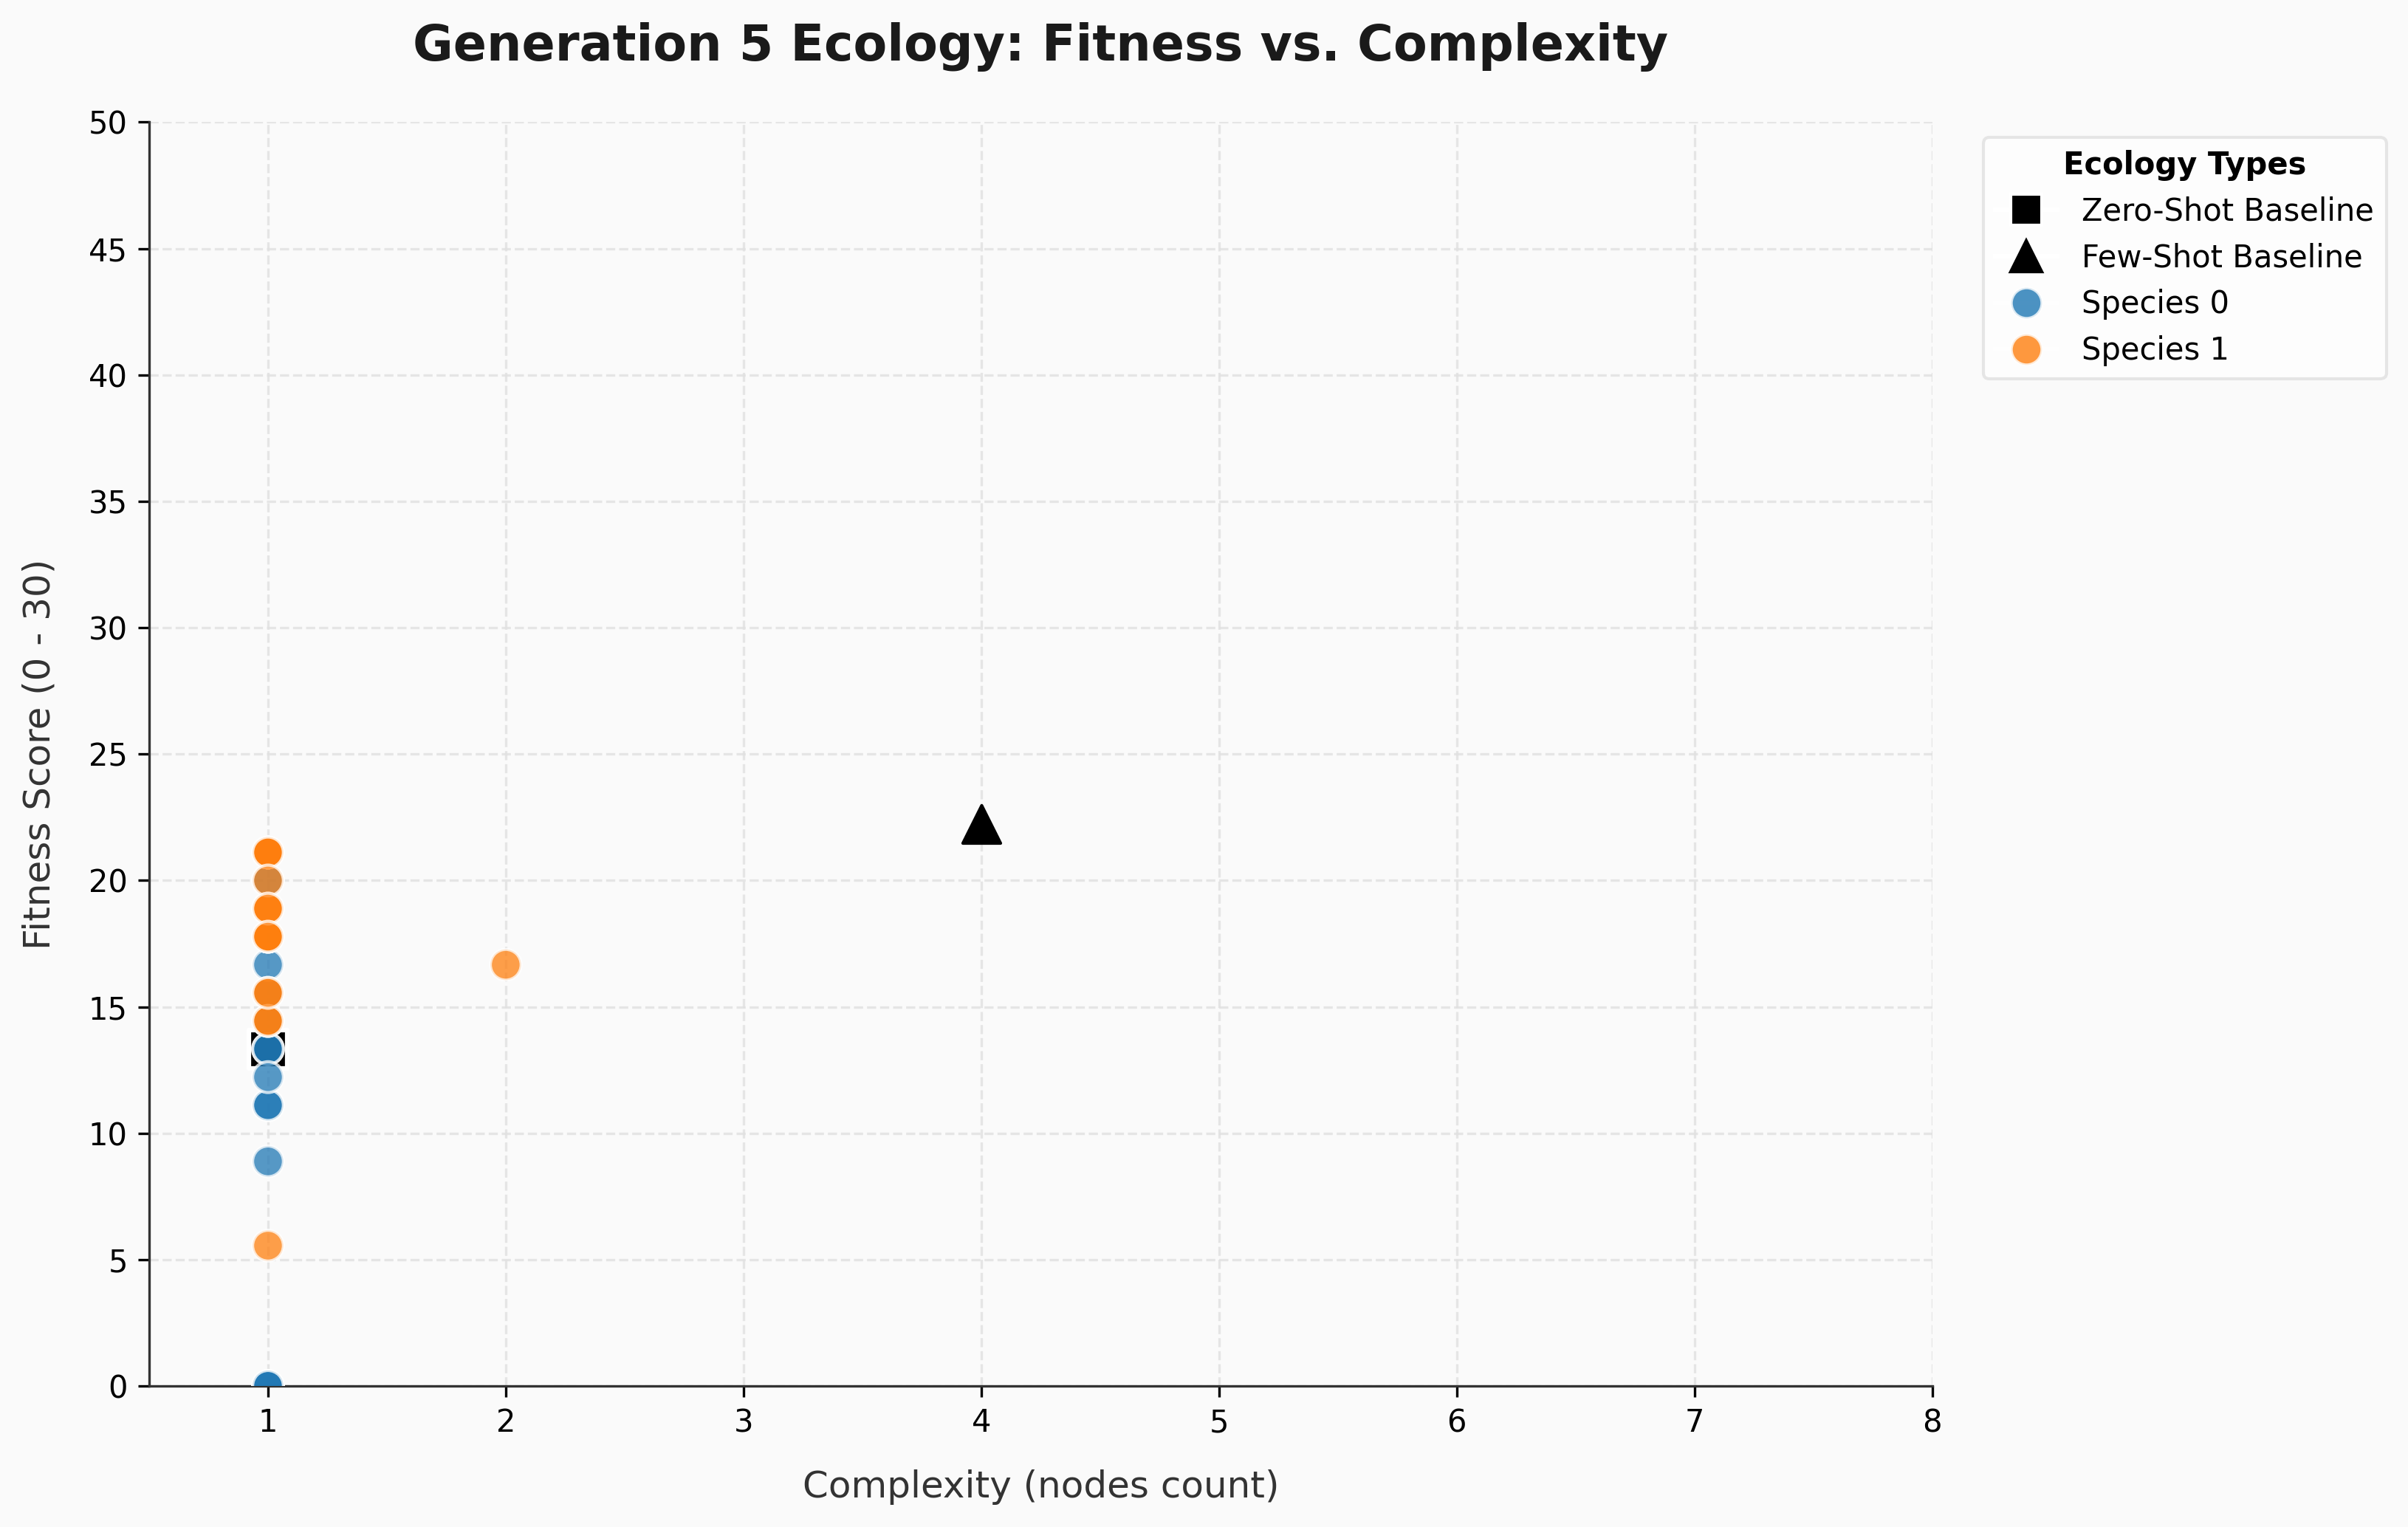 Generation 5 Ecology: Fitness vs. Complexity
Fitness Score (0 - 30)
50
45
40
35
30
25
20
15
10
5
0
1 2 3 4 5 6 7 8
Complexity (nodes count)
Ecology Types
Zero-Shot Baseline
Few-Shot Baseline
Species 0
Species 1